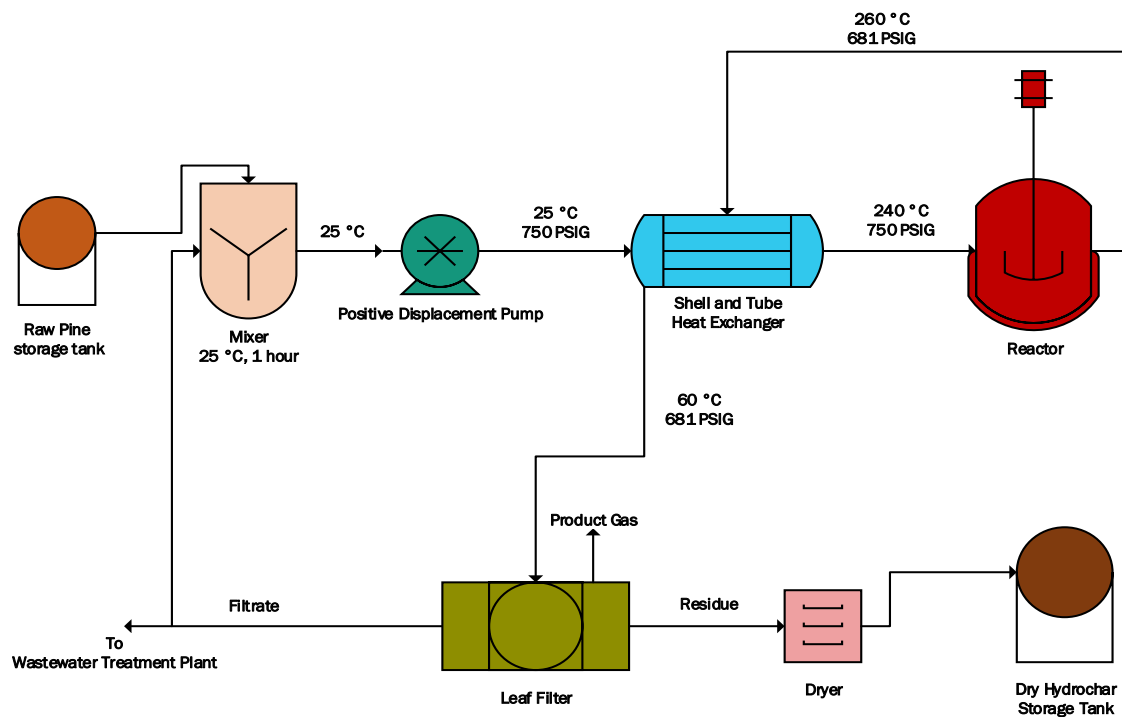 260 °C
681 PSIG
25 °C
25 °C
750 PSIG
240 °C
750 PSIG
Raw Pine
storage tank
Mixer
25 °C, 1 hour
Positive Displacement Pump
Shell and Tube
Heat Exchanger
Reactor
60 °C
681 PSIG
Product Gas
Filtrate
Residue
To
Wastewater Treatment Plant
Leaf Filter
Dryer
Dry Hydrochar
Storage Tank